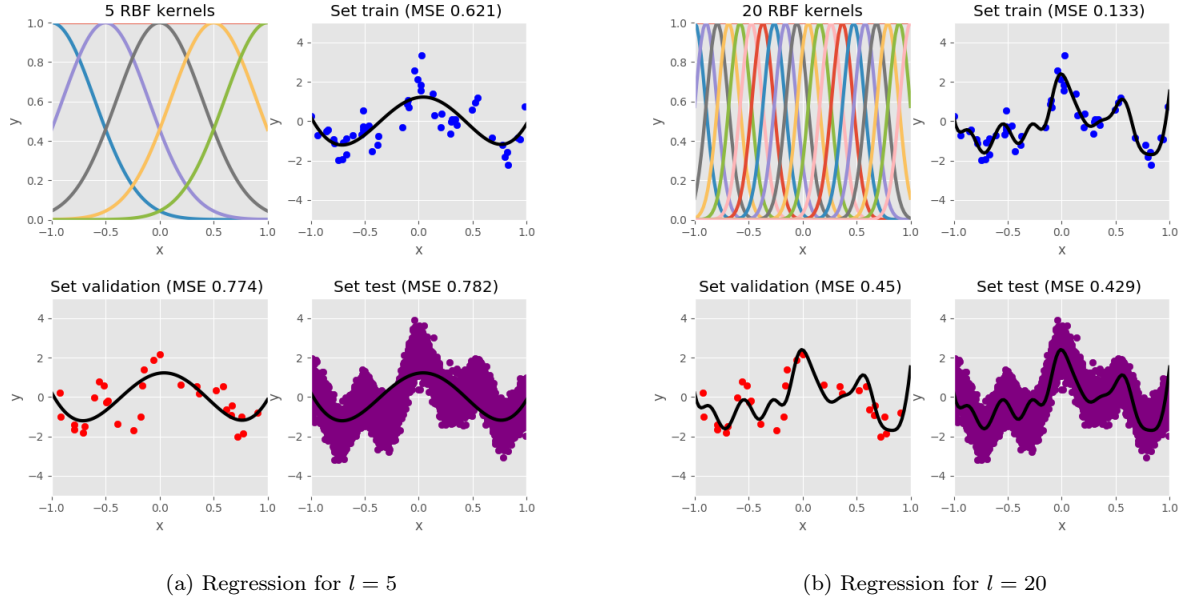 5 RBF kernels
1.0
0.8
0.6
0.4
0.2
0.0
y
−1.0 −0.5 0.0 0.5 1.0
x
Set train (MSE 0.621)
4
2
0
−2
−4
y
−1.0 −0.5 0.0 0.5 1.0
x
Set validation (MSE 0.774)
4
2
0
−2
−4
y
−1.0 −0.5 0.0 0.5 1.0
x
Set test (MSE 0.782)
4
2
0
−2
−4
y
−1.0 −0.5 0.0 0.5 1.0
x
(a) Regression for l = 5
20 RBF kernels
1.0
0.8
0.6
0.4
0.2
0.0
y
−1.0 −0.5 0.0 0.5 1.0
x
Set train (MSE 0.133)
4
2
0
−2
−4
y
−1.0 −0.5 0.0 0.5 1.0
x
Set validation (MSE 0.45)
4
2
0
−2
−4
y
−1.0 −0.5 0.0 0.5 1.0
x
Set test (MSE 0.429)
4
2
0
−2
−4
y
−1.0 −0.5 0.0 0.5 1.0
x
(b) Regression for l = 20